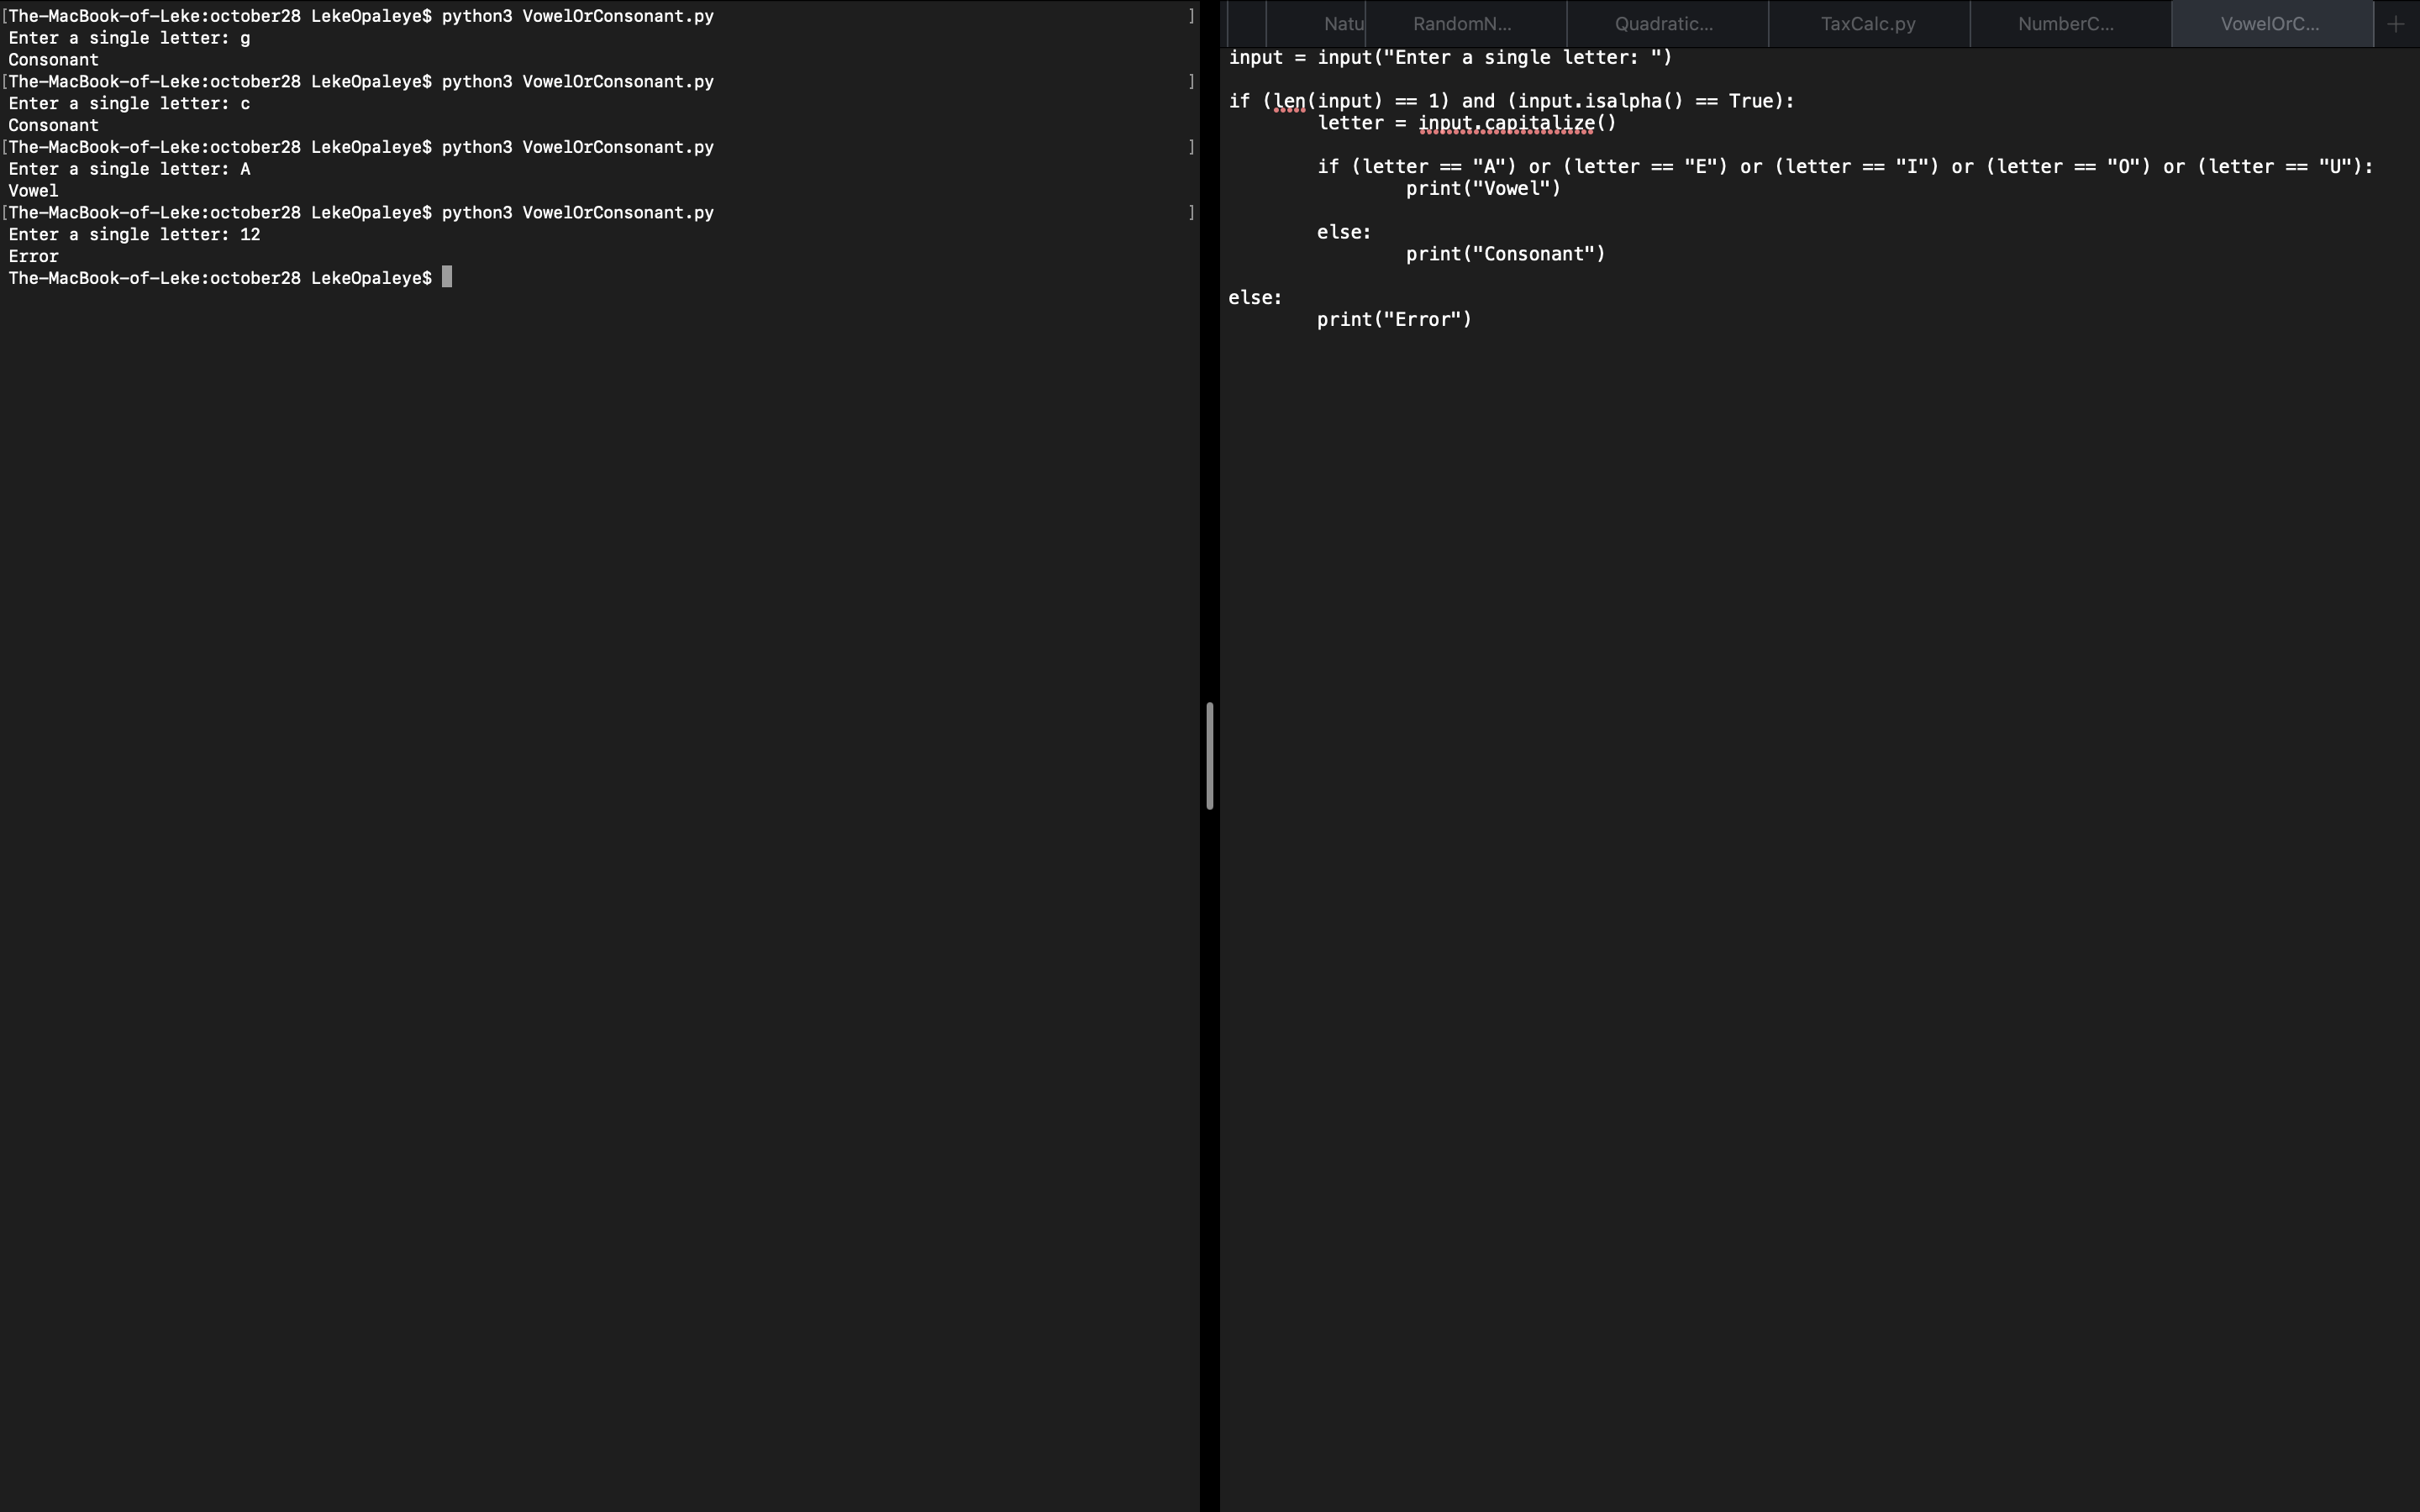 [The-MacBook-of-Leke:october28 LekeOpaleye$ python3 VowelOrConsonant.py ]
Enter a single letter: g
Consonant
[The-MacBook-of-Leke:october28 LekeOpaleye$ python3 VowelOrConsonant.py ]
Enter a single letter: c
Consonant
[The-MacBook-of-Leke:october28 LekeOpaleye$ python3 VowelOrConsonant.py ]
Enter a single letter: A
Vowel
[The-MacBook-of-Leke:october28 LekeOpaleye$ python3 VowelOrConsonant.py ]
Enter a single letter: 12
Error
The-MacBook-of-Leke:october28 LekeOpaleye$
Natu RandomN... Quadratic... TaxCalc.py NumberC... VowelOrC... +
input = input("Enter a single letter: ")
if (len(input) == 1) and (input.isalpha() == True):
letter = input.capitalize()
if (letter == "A") or (letter == "E") or (letter == "I") or (letter == "O") or (letter == "U"):
print("Vowel")
else:
print("Consonant")
else:
print("Error")